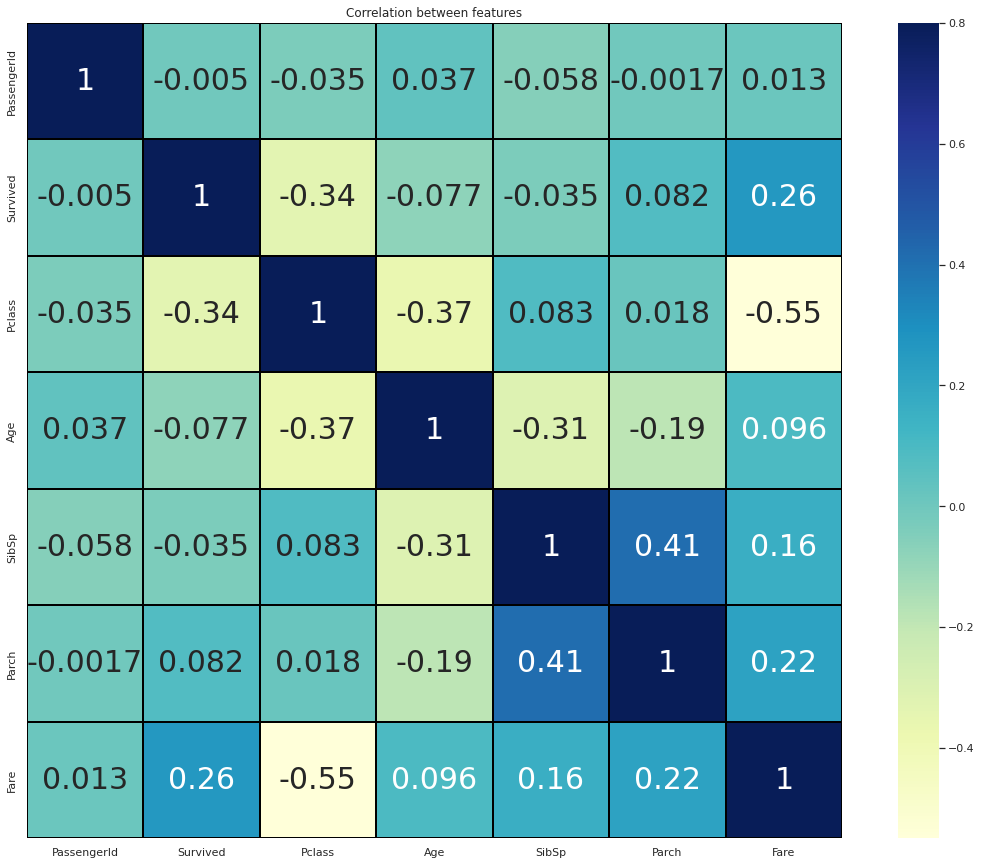 Correlation between features
PassengerId 1 -0.005 -0.035 0.037 -0.058 -0.0017 0.013
Survived -0.005 1 -0.34 -0.077 -0.035 0.082 0.26
Pclass -0.035 -0.34 1 -0.37 0.083 0.018 -0.55
Age 0.037 -0.077 -0.37 1 -0.31 -0.19 0.096
SibSp -0.058 -0.035 0.083 -0.31 1 0.41 0.16
Parch -0.0017 0.082 0.018 -0.19 0.41 1 0.22
Fare 0.013 0.26 -0.55 0.096 0.16 0.22 1
PassengerId Survived Pclass Age SibSp Parch Fare
0.8
0.6
0.4
0.2
0.0
−0.2
−0.4